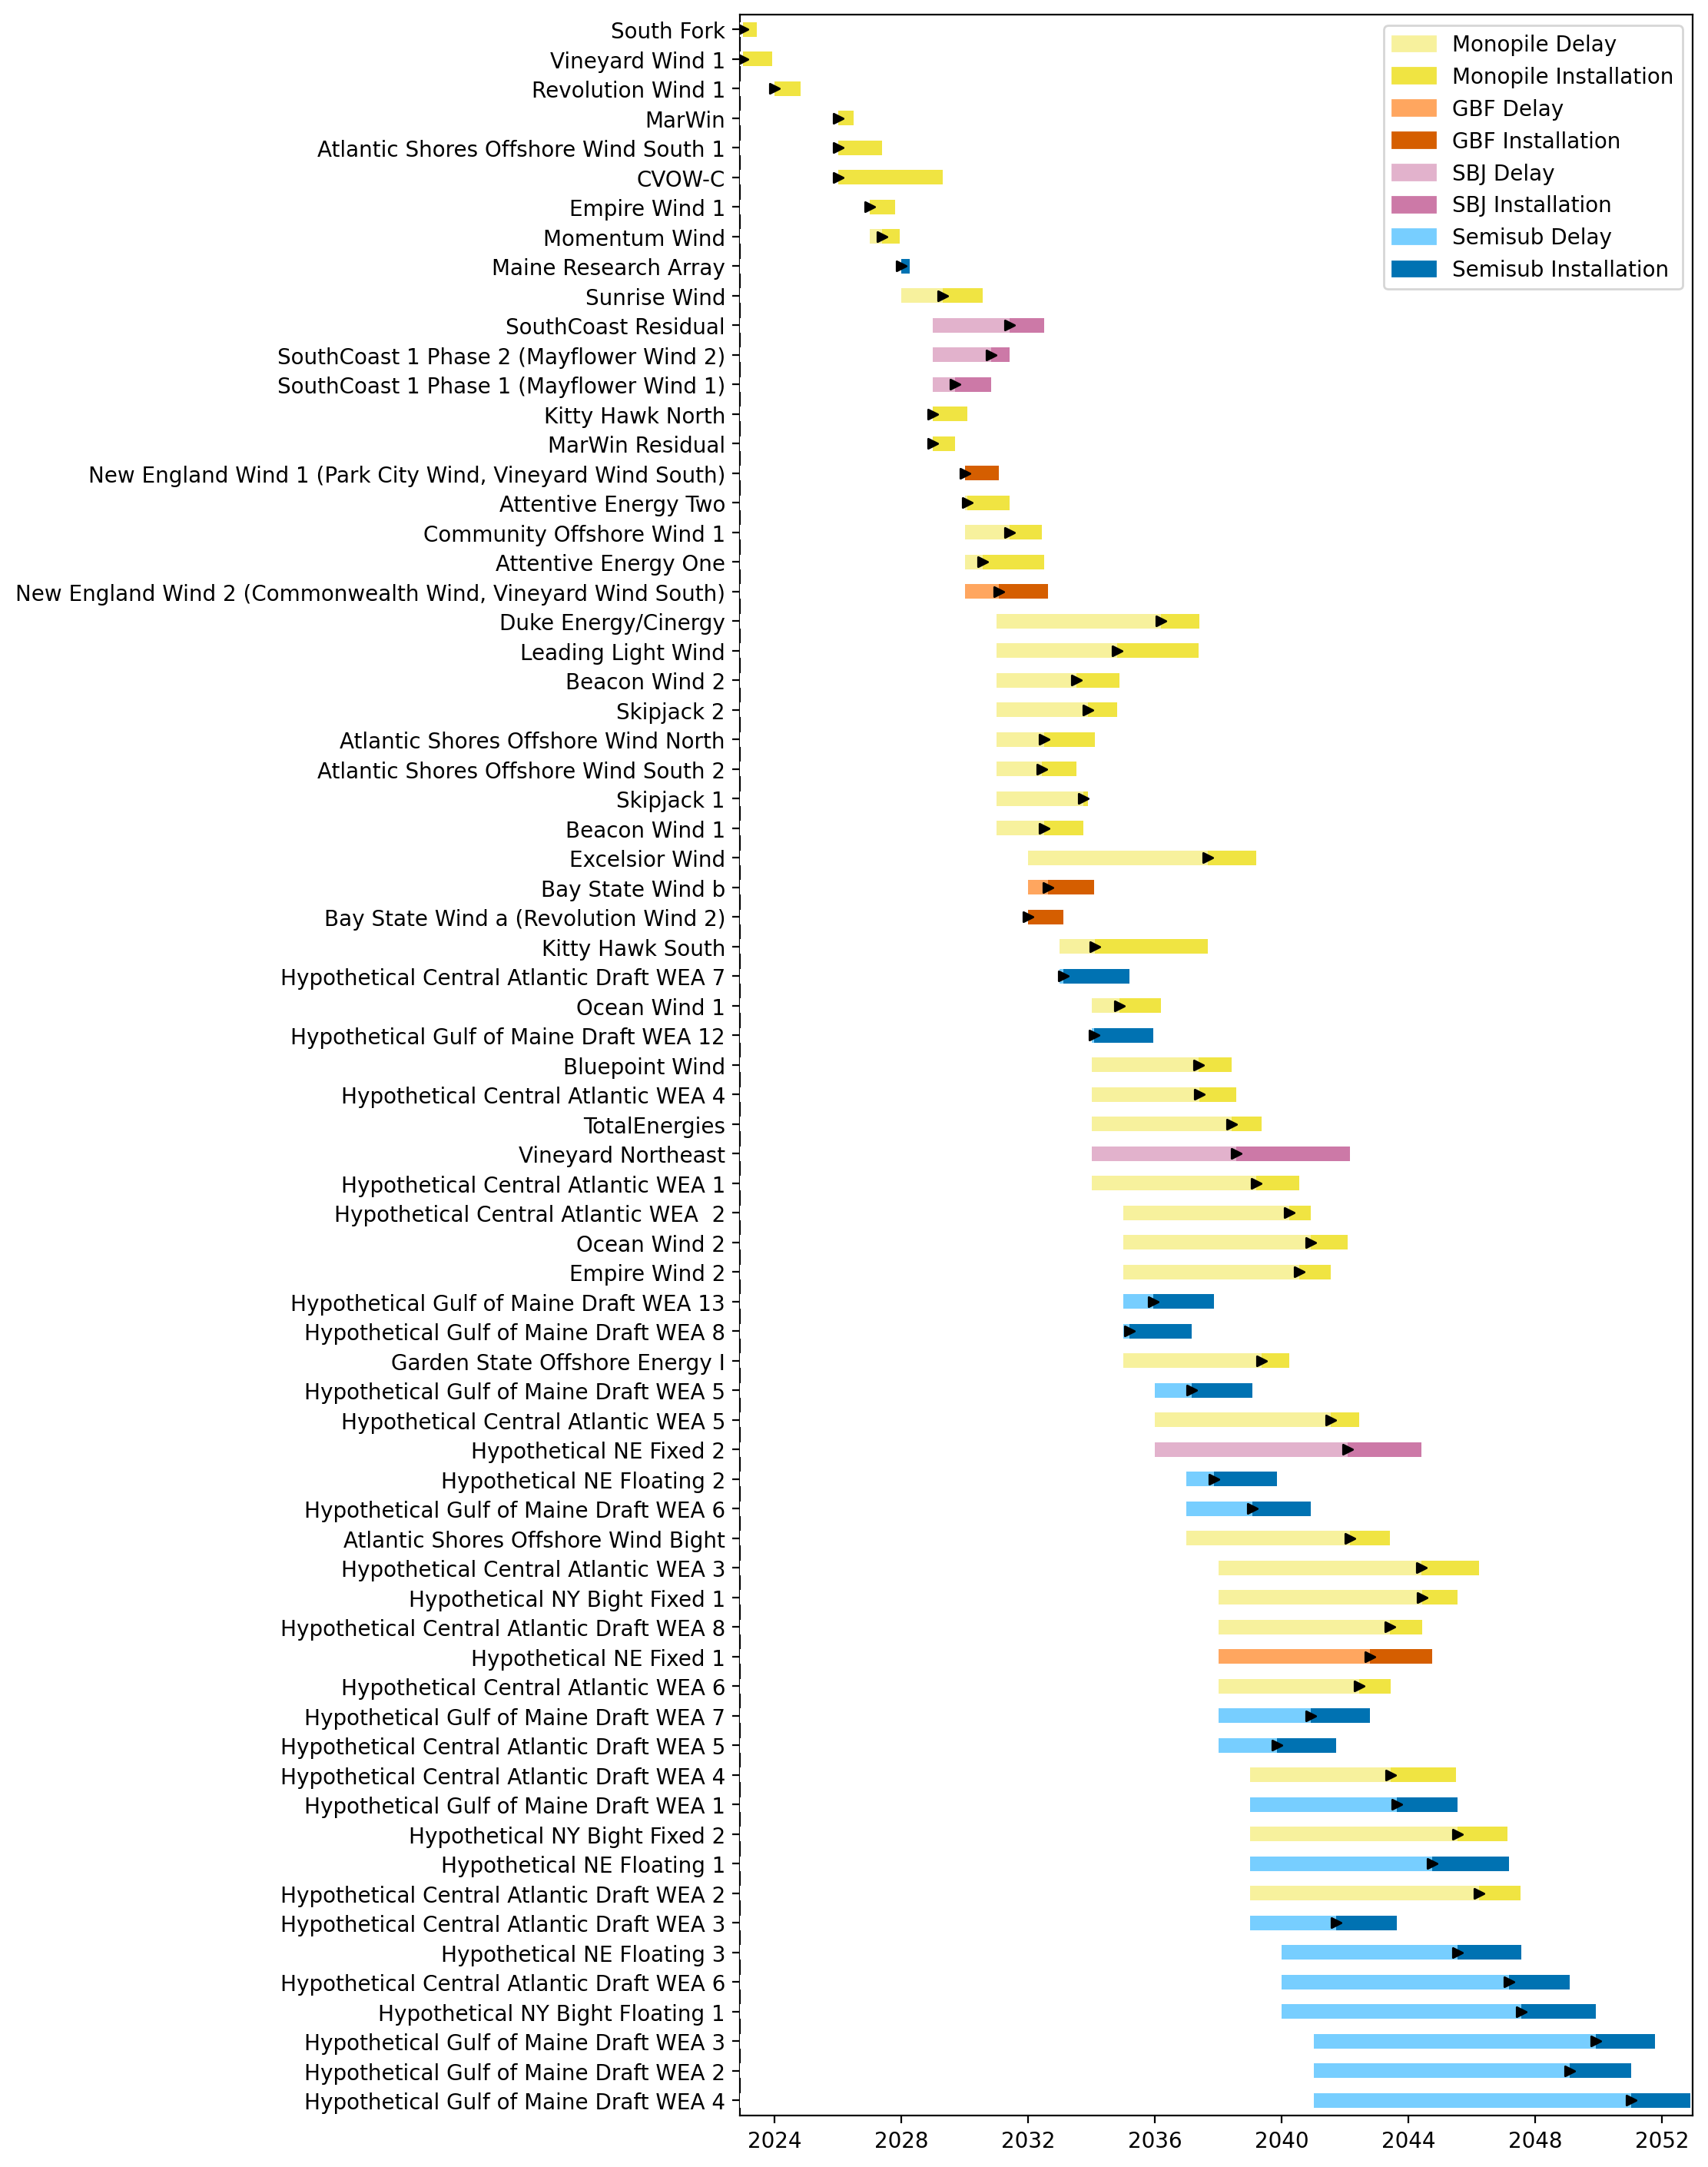 South Fork
Vineyard Wind 1
Revolution Wind 1
MarWin
Atlantic Shores Offshore Wind South 1
CVOW-C
Empire Wind 1
Momentum Wind
Maine Research Array
Sunrise Wind
SouthCoast Residual
SouthCoast 1 Phase 2 (Mayflower Wind 2)
SouthCoast 1 Phase 1 (Mayflower Wind 1)
Kitty Hawk North
MarWin Residual
New England Wind 1 (Park City Wind, Vineyard Wind South)
Attentive Energy Two
Community Offshore Wind 1
Attentive Energy One
New England Wind 2 (Commonwealth Wind, Vineyard Wind South)
Duke Energy/Cinergy
Leading Light Wind
Beacon Wind 2
Skipjack 2
Atlantic Shores Offshore Wind North
Atlantic Shores Offshore Wind South 2
Skipjack 1
Beacon Wind 1
Excelsior Wind
Bay State Wind b
Bay State Wind a (Revolution Wind 2)
Kitty Hawk South
Hypothetical Central Atlantic Draft WEA 7
Ocean Wind 1
Hypothetical Gulf of Maine Draft WEA 12
Bluepoint Wind
Hypothetical Central Atlantic WEA 4
TotalEnergies
Vineyard Northeast
Hypothetical Central Atlantic WEA 1
Hypothetical Central Atlantic WEA  2
Ocean Wind 2
Empire Wind 2
Hypothetical Gulf of Maine Draft WEA 13
Hypothetical Gulf of Maine Draft WEA 8
Garden State Offshore Energy I
Hypothetical Gulf of Maine Draft WEA 5
Hypothetical Central Atlantic WEA 5
Hypothetical NE Fixed 2
Hypothetical NE Floating 2
Hypothetical Gulf of Maine Draft WEA 6
Atlantic Shores Offshore Wind Bight
Hypothetical Central Atlantic WEA 3
Hypothetical NY Bight Fixed 1
Hypothetical Central Atlantic Draft WEA 8
Hypothetical NE Fixed 1
Hypothetical Central Atlantic WEA 6
Hypothetical Gulf of Maine Draft WEA 7
Hypothetical Central Atlantic Draft WEA 5
Hypothetical Central Atlantic Draft WEA 4
Hypothetical Gulf of Maine Draft WEA 1
Hypothetical NY Bight Fixed 2
Hypothetical NE Floating 1
Hypothetical Central Atlantic Draft WEA 2
Hypothetical Central Atlantic Draft WEA 3
Hypothetical NE Floating 3
Hypothetical Central Atlantic Draft WEA 6
Hypothetical NY Bight Floating 1
Hypothetical Gulf of Maine Draft WEA 3
Hypothetical Gulf of Maine Draft WEA 2
Hypothetical Gulf of Maine Draft WEA 4
Monopile Delay
Monopile Installation
GBF Delay
GBF Installation
SBJ Delay
SBJ Installation
Semisub Delay
Semisub Installation
2024 2028 2032 2036 2040 2044 2048 2052